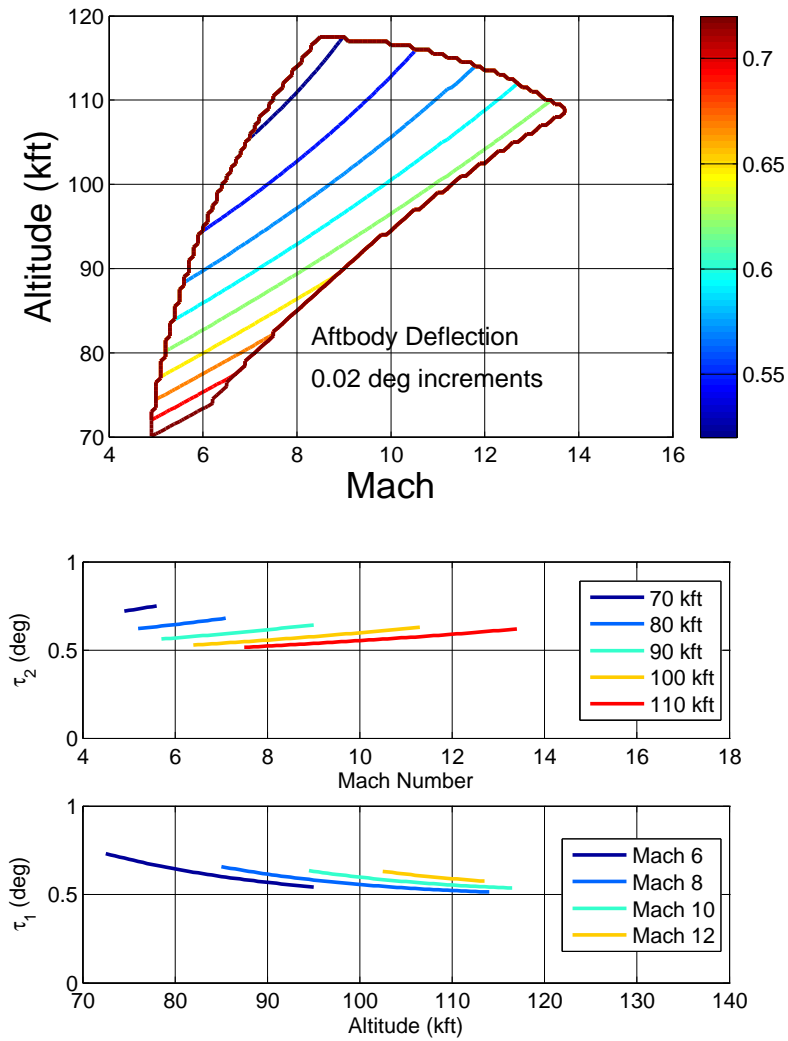 120
110
100
90
80
70
Altitude (kft)
4
6
8
10
12
14
16
Mach
Aftbody Deflection
0.02 deg increments
0.7
0.65
0.6
0.55
1
0.5
0
τ2 (deg)
4
6
8
10
12
14
16
18
Mach Number
70 kft
80 kft
90 kft
100 kft
110 kft
1
0.5
0
τ1 (deg)
70
80
90
100
110
120
130
140
Altitude (kft)
Mach 6
Mach 8
Mach 10
Mach 12